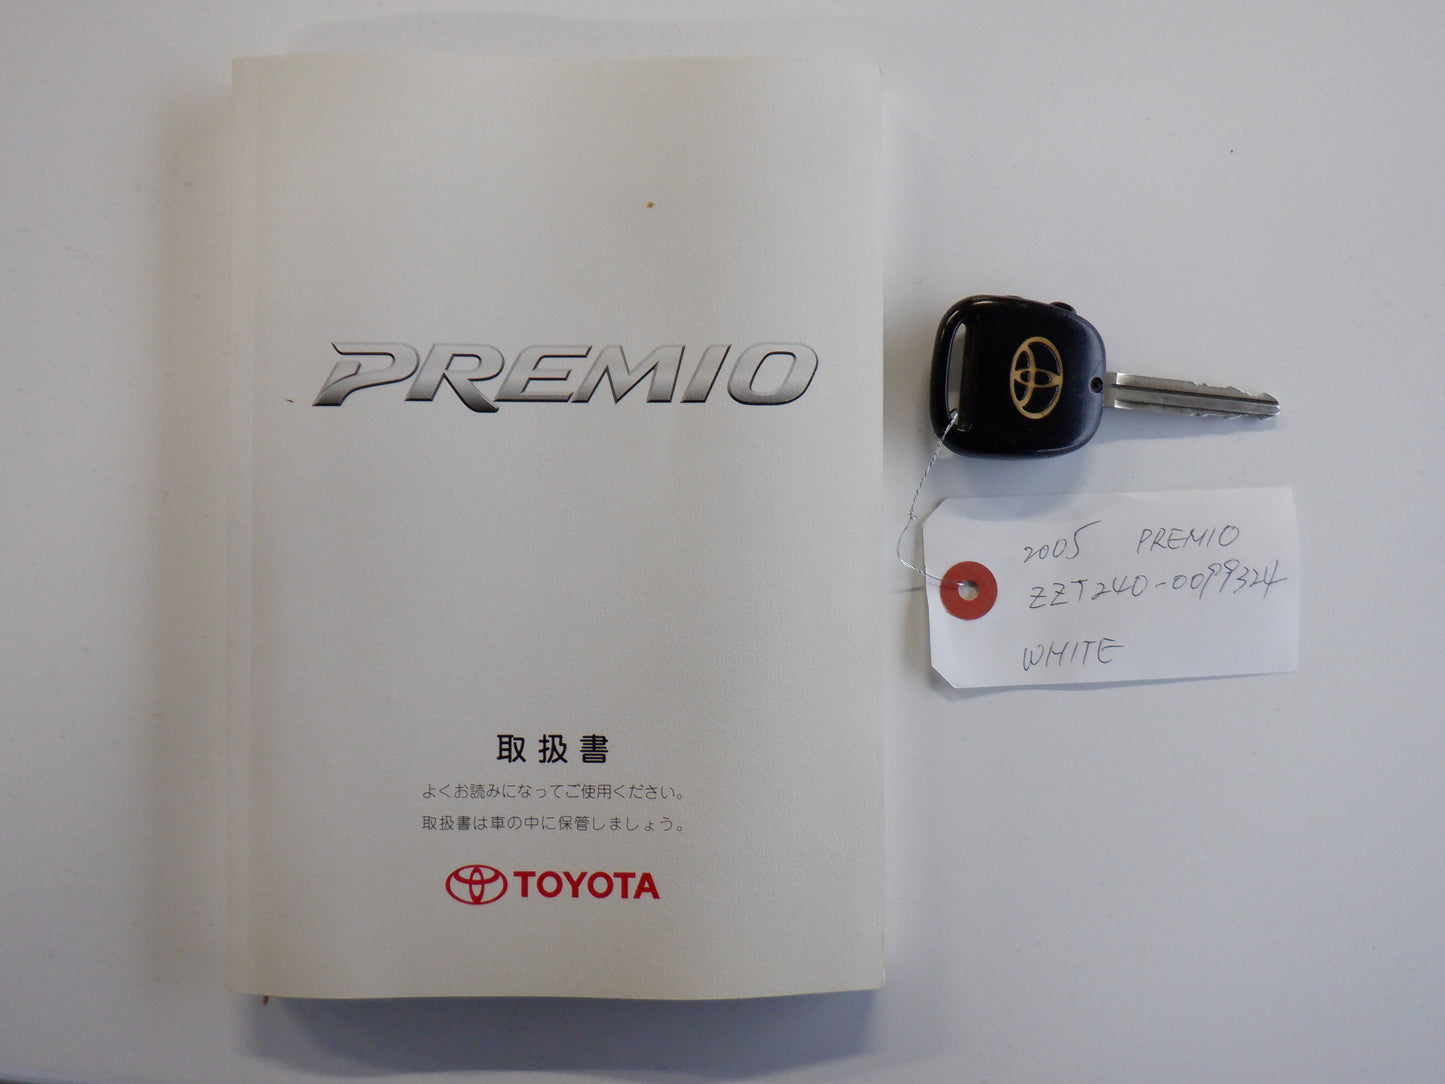 PREMIO
取扱書
よくお読みになってご使用ください。
取扱書は車の中に保管しましょう。
TOYOTA
2005 PREMIO
ZZT240-0099324
WHITE